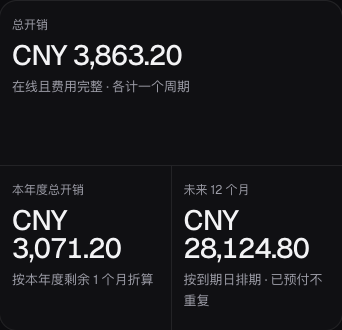 总开销
CNY 3,863.20
在线且费用完整 · 各计一个周期
本年度总开销
CNY
3,071.20
按本年度剩余 1 个月折算
未来 12 个月
CNY
28,124.80
按到期日排期 · 已预付不
重复